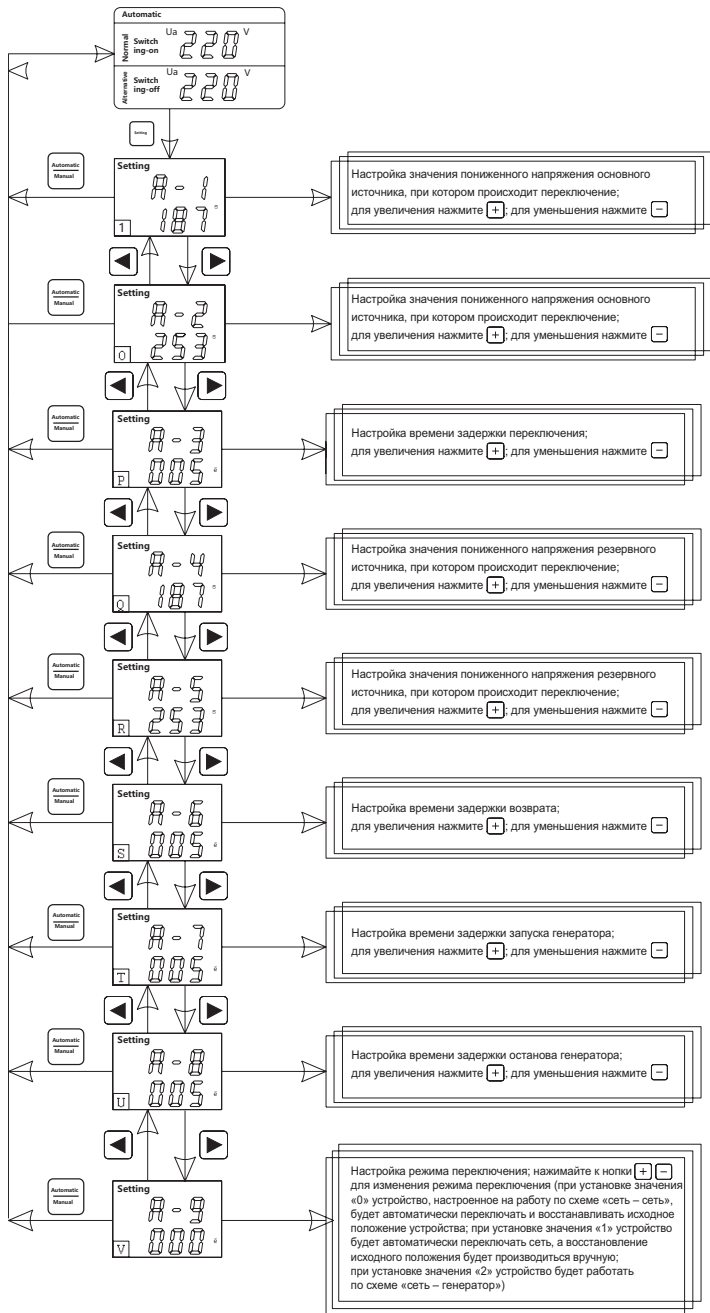 Automatic
Normal Switch Ua 220 V
ing-on
Alternative Switch Ua 220 V
ing-off
Setting
Automatic
Manual
Setting
A-1
187
1
Настройка значения пониженного напряжения основного
источника, при котором происходит переключение;
для увеличения нажмите +; для уменьшения нажмите −
Automatic
Manual
Setting
A-2
253
O
Настройка значения пониженного напряжения основного
источника, при котором происходит переключение;
для увеличения нажмите +; для уменьшения нажмите −
Automatic
Manual
Setting
A-3
005
P
Настройка времени задержки переключения;
для увеличения нажмите +; для уменьшения нажмите −
Automatic
Manual
Setting
A-4
187
Q
Настройка значения пониженного напряжения резервного
источника, при котором происходит переключение;
для увеличения нажмите +; для уменьшения нажмите −
Automatic
Manual
Setting
A-5
253
R
Настройка значения пониженного напряжения резервного
источника, при котором происходит переключение;
для увеличения нажмите +; для уменьшения нажмите −
Automatic
Manual
Setting
A-6
005
S
Настройка времени задержки возврата;
для увеличения нажмите +; для уменьшения нажмите −
Automatic
Manual
Setting
A-7
005
T
Настройка времени задержки запуска генератора;
для увеличения нажмите +; для уменьшения нажмите −
Automatic
Manual
Setting
A-8
005
U
Настройка времени задержки останова генератора;
для увеличения нажмите +; для уменьшения нажмите −
Automatic
Manual
Setting
A-9
000
V
Настройка режима переключения; нажимайте к нопки + −
для изменения режима переключения (при установке значения
«0» устройство, настроенное на работу по схеме «сеть – сеть»,
будет автоматически переключать и восстанавливать исходное
положение устройства; при установке значения «1» устройство
будет автоматически переключать сеть, а восстановление
исходного положения будет производиться вручную;
при установке значения «2» устройство будет работать
по схеме «сеть – генератор»)